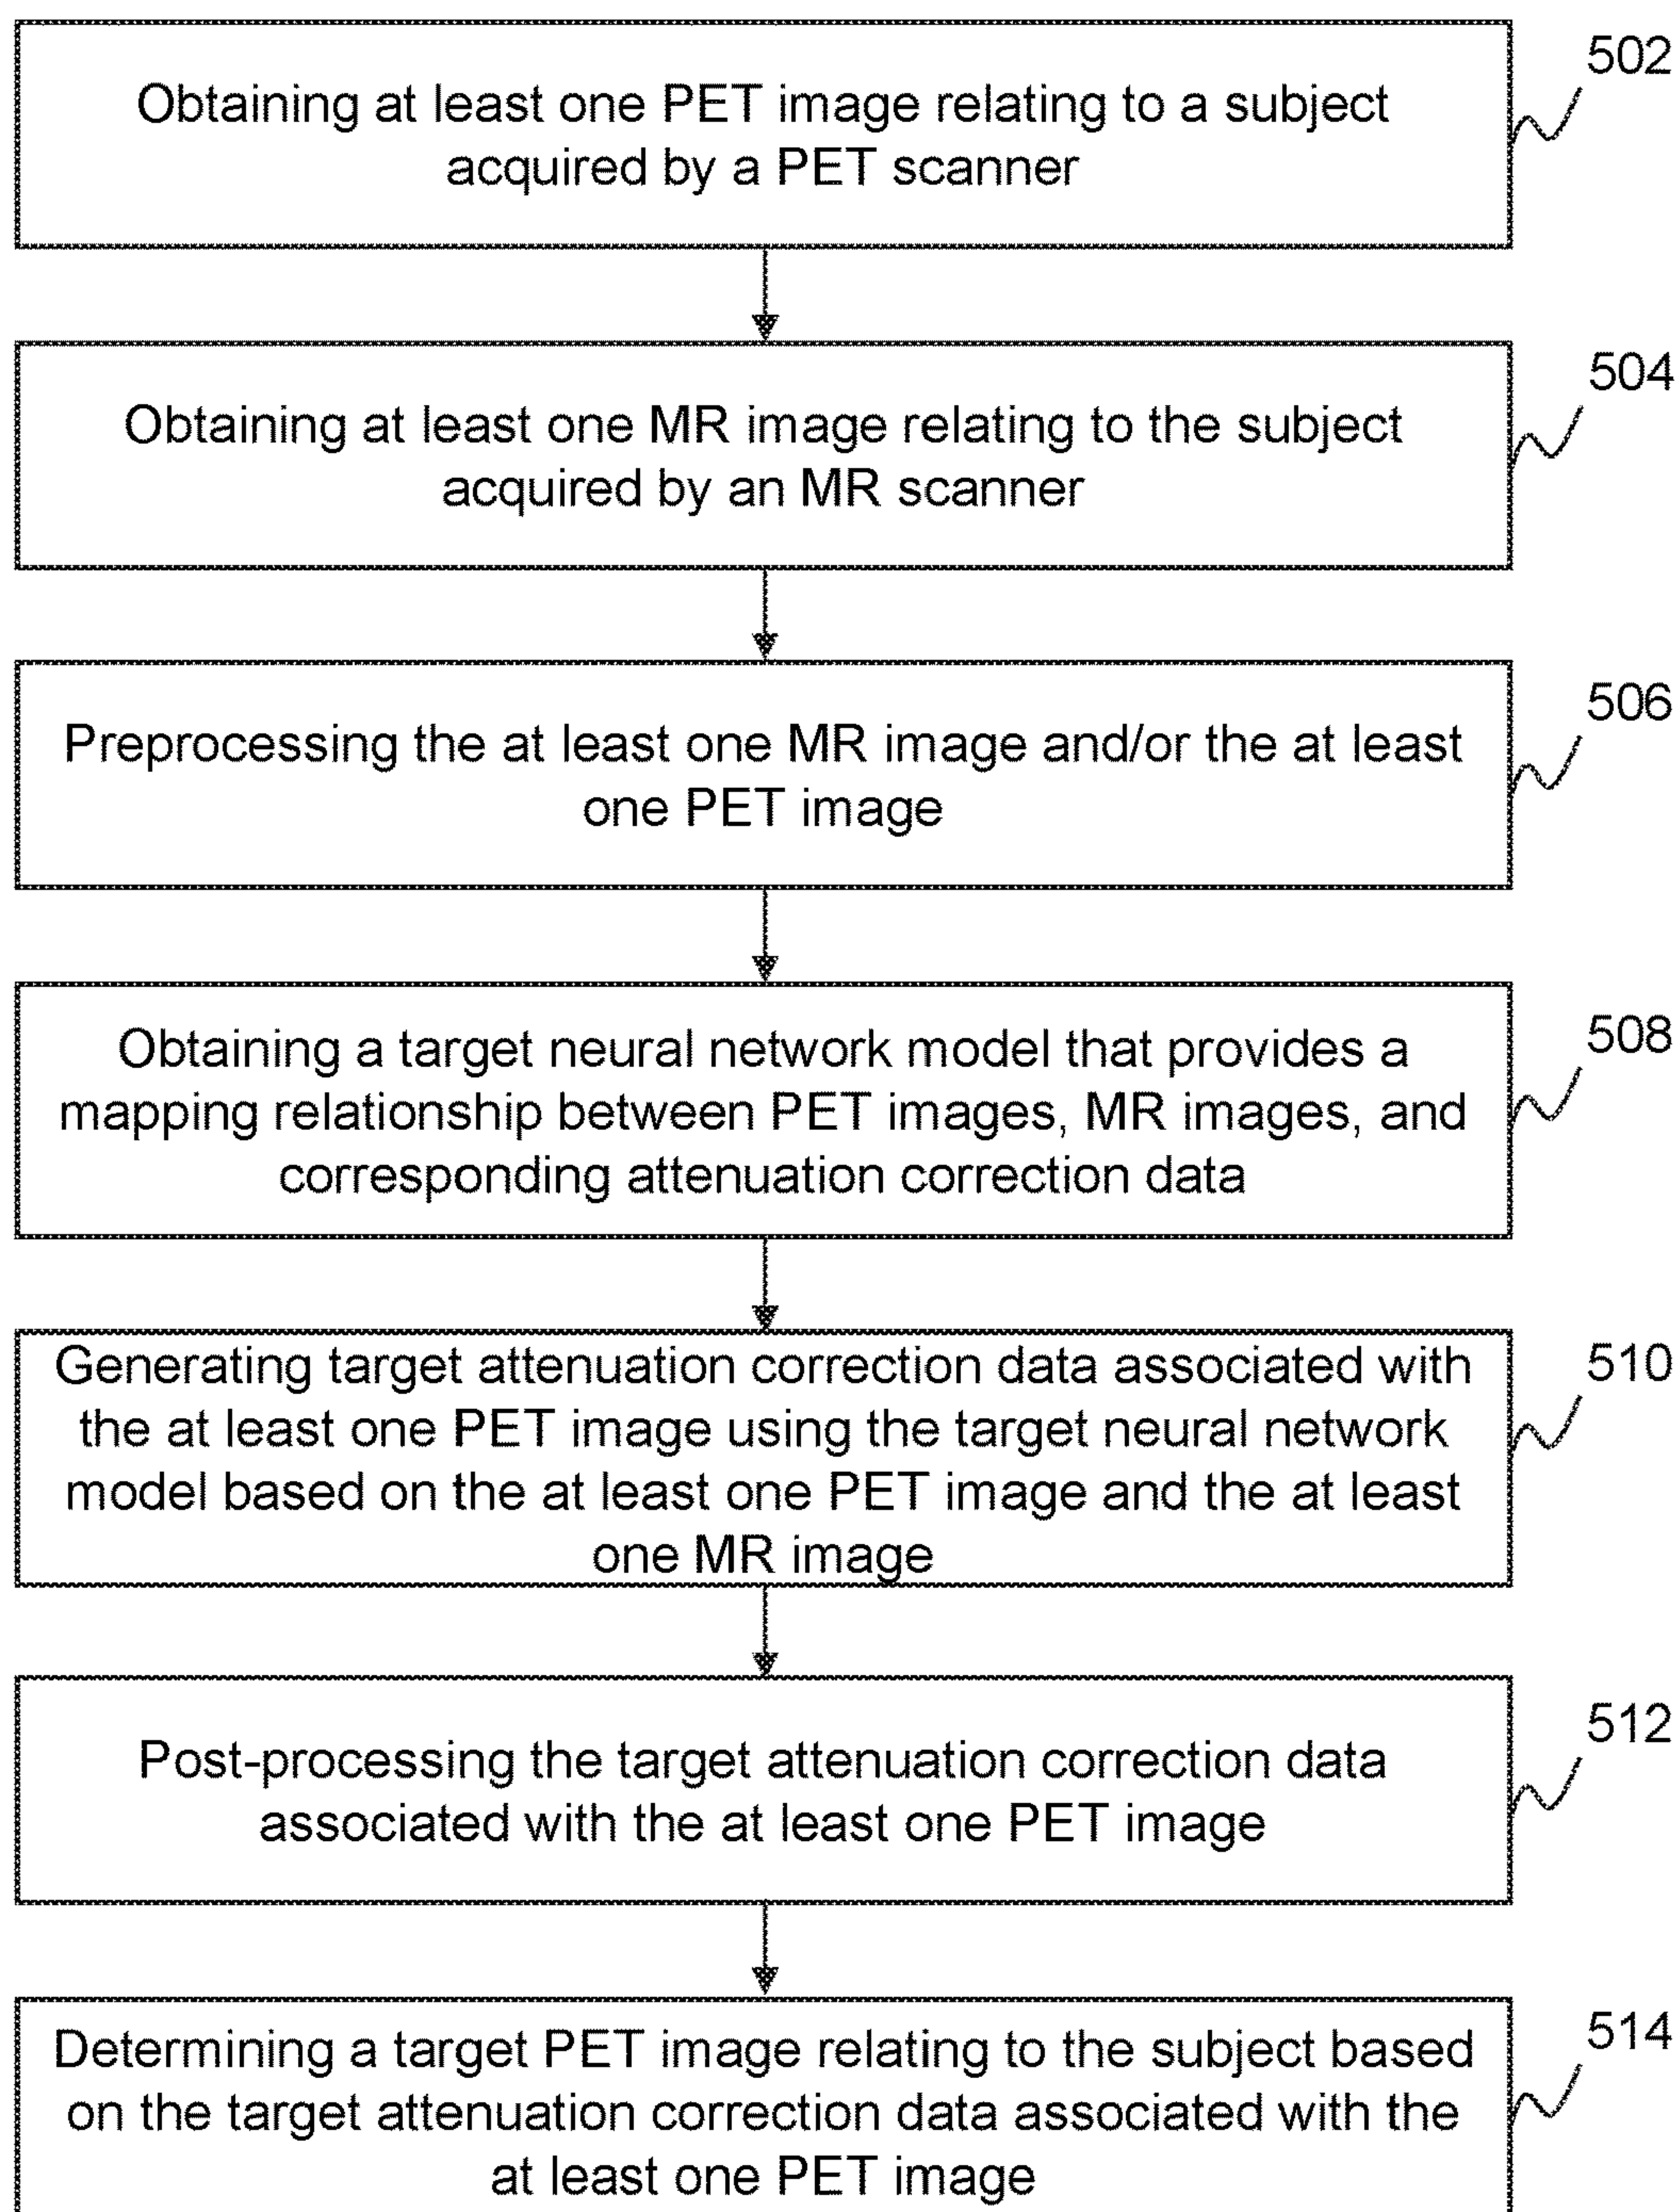 502
Obtaining at least one PET image relating to a subject
acquired by a PET scanner
504
Obtaining at least one MR image relating to the subject
acquired by an MR scanner
506
Preprocessing the at least one MR image and/or the at least
one PET image
508
Obtaining a target neural network model that provides a
mapping relationship between PET images, MR images, and
corresponding attenuation correction data
510
Generating target attenuation correction data associated with
the at least one PET image using the target neural network
model based on the at least one PET image and the at least
one MR image
512
Post-processing the target attenuation correction data
associated with the at least one PET image
514
Determining a target PET image relating to the subject based
on the target attenuation correction data associated with the
at least one PET image